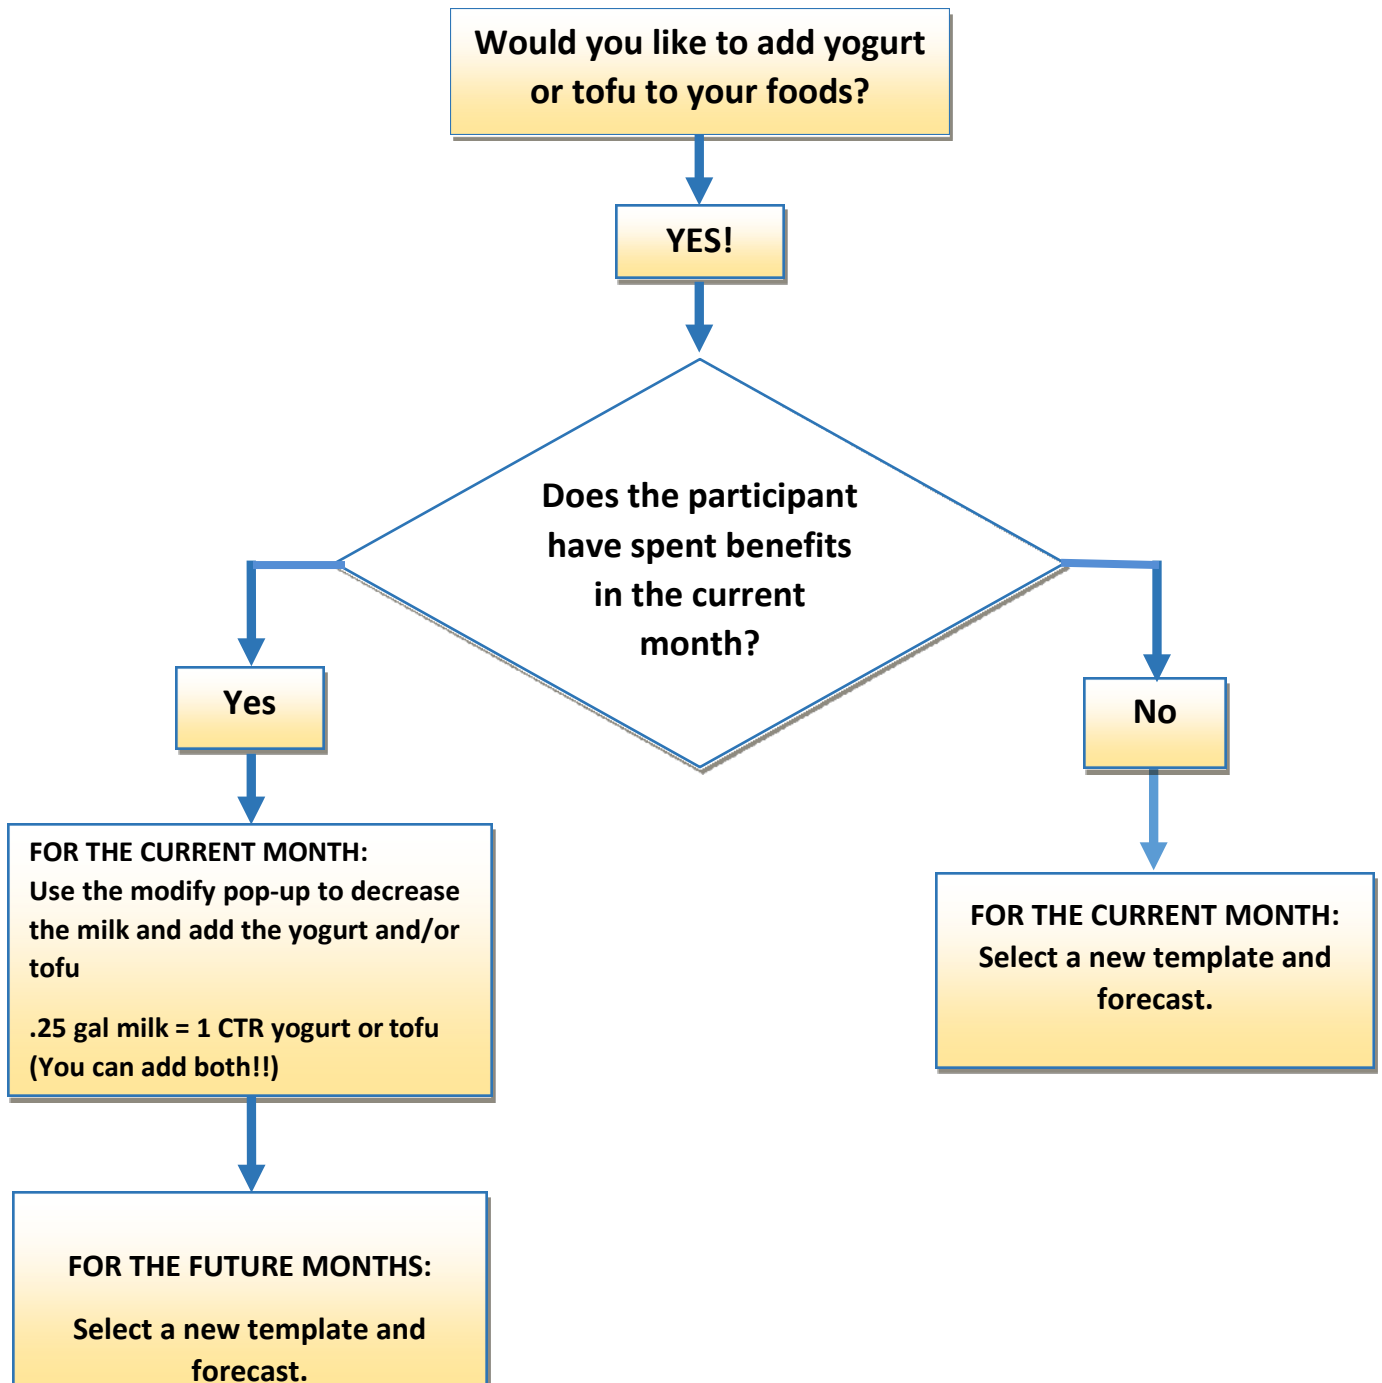 Would you like to add yogurt
or tofu to your foods?
YES!
Does the participant
have spent benefits
in the current
month?
Yes
No
FOR THE CURRENT MONTH:
Use the modify pop-up to decrease
the milk and add the yogurt and/or
tofu
.25 gal milk = 1 CTR yogurt or tofu
(You can add both!!)
FOR THE CURRENT MONTH:
Select a new template and
forecast.
FOR THE FUTURE MONTHS:
Select a new template and
forecast.